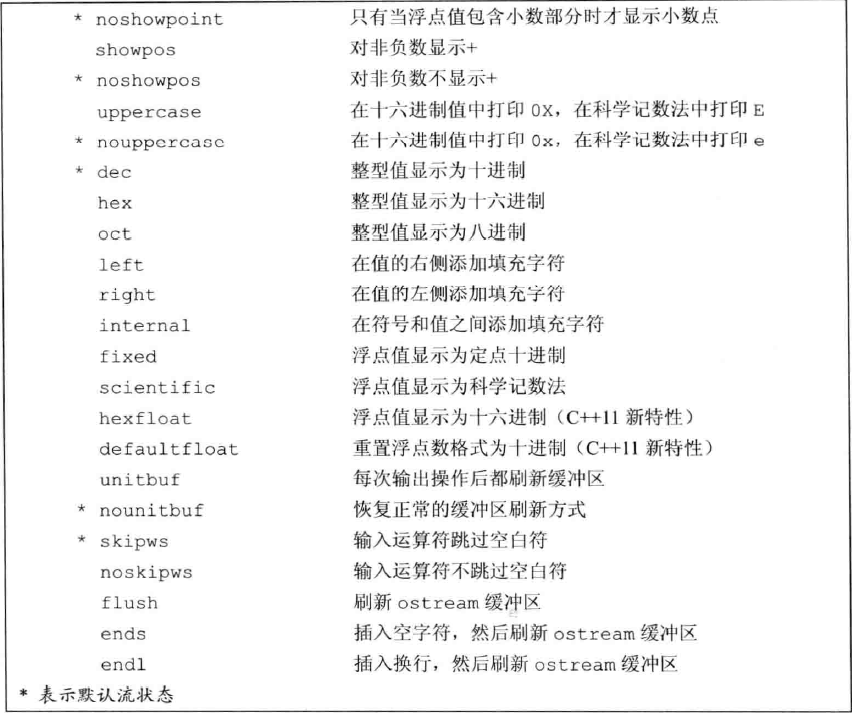 * noshowpoint 只有当浮点值包含小数部分时才显示小数点
showpos 对非负数显示+
* noshowpos 对非负数不显示+
uppercase 在十六进制值中打印 0X，在科学记数法中打印 E
* nouppercase 在十六进制值中打印 0x，在科学记数法中打印 e
* dec 整型值显示为十进制
hex 整型值显示为十六进制
oct 整型值显示为八进制
left 在值的右侧添加填充字符
right 在值的左侧添加填充字符
internal 在符号和值之间添加填充字符
fixed 浮点值显示为定点十进制
scientific 浮点值显示为科学记数法
hexfloat 浮点值显示为十六进制（C++11 新特性）
defaultfloat 重置浮点数格式为十进制（C++11 新特性）
unitbuf 每次输出操作后都刷新缓冲区
* nounitbuf 恢复正常的缓冲区刷新方式
* skipws 输入运算符跳过空白符
noskipws 输入运算符不跳过空白符
flush 刷新 ostream 缓冲区
ends 插入空字符，然后刷新 ostream 缓冲区
endl 插入换行，然后刷新 ostream 缓冲区
* 表示默认流状态